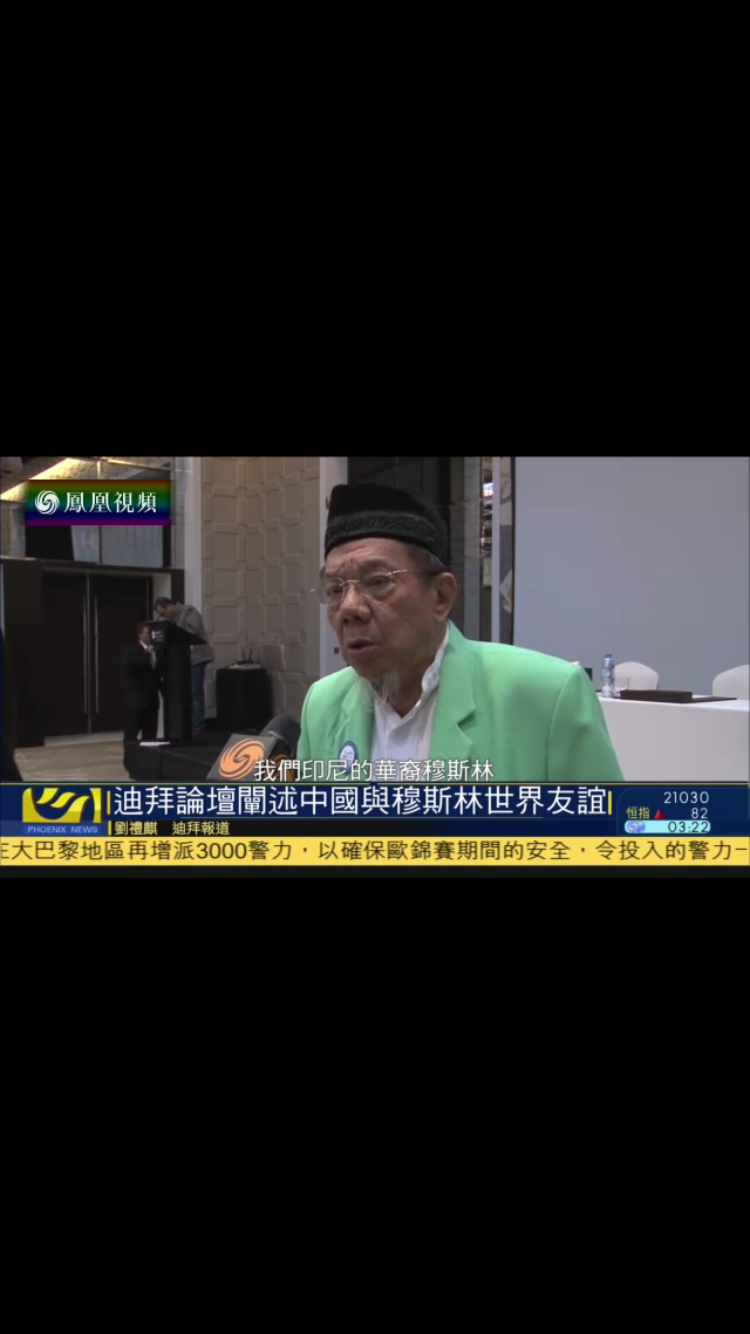 鳳凰視頻
我們印尼的華裔穆斯林
迪拜論壇闡述中國與穆斯林世界友誼
PHOENIX NEWS
劉禮麒 迪拜報道
21030
恒指 82
03:22
在大巴黎地區再增派3000警力，以確保歐錦賽期間的安全，令投入的警力一